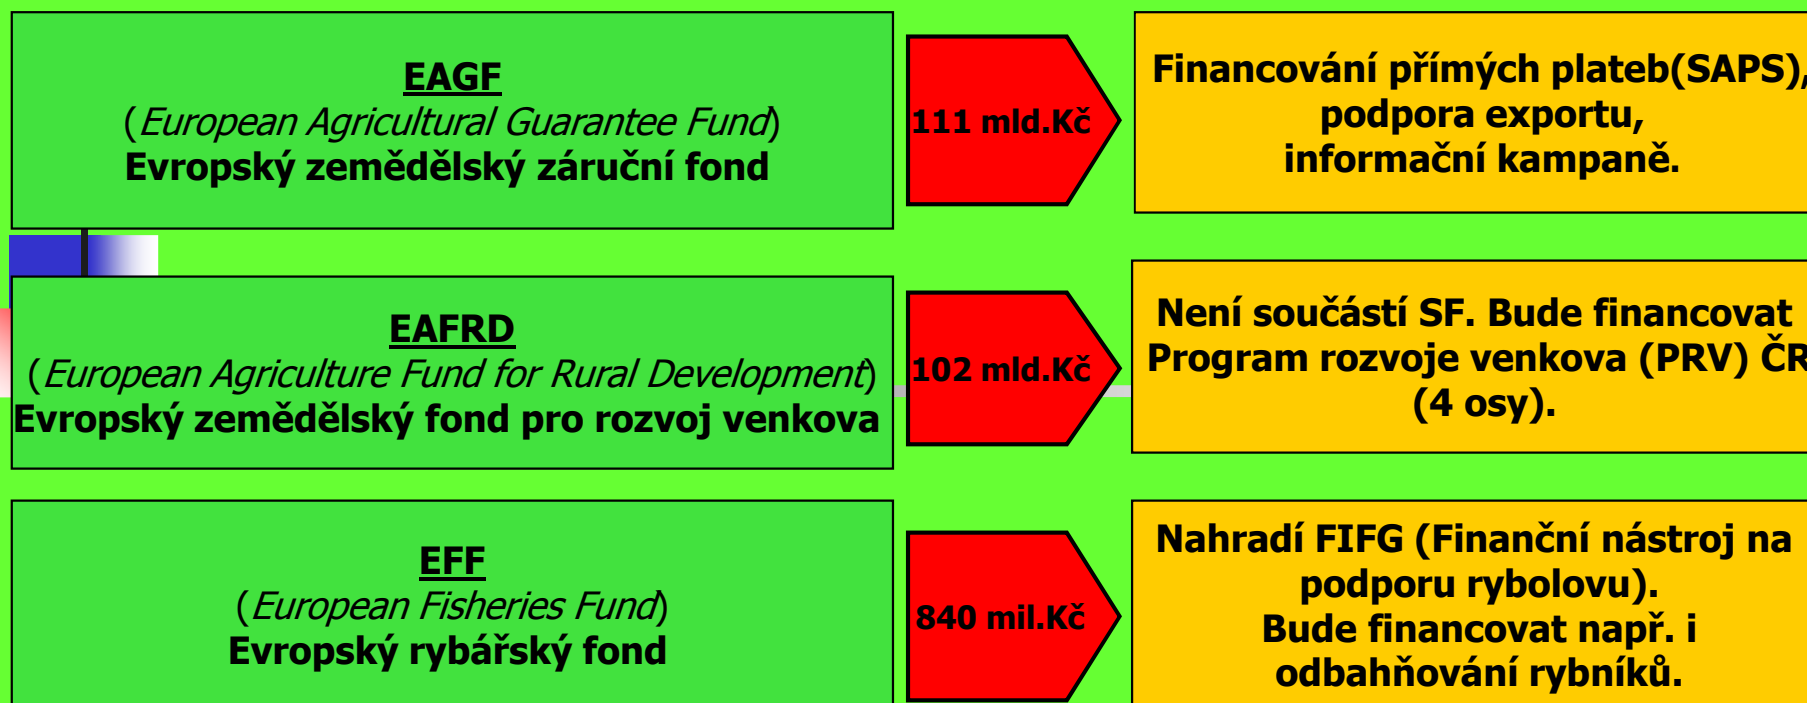 EAGF
(European Agricultural Guarantee Fund)
Evropský zemědělský záruční fond
111 mld.Kč
Financování přímých plateb(SAPS),
podpora exportu,
informační kampaně.
EAFRD
(European Agriculture Fund for Rural Development)
Evropský zemědělský fond pro rozvoj venkova
102 mld.Kč
Není součástí SF. Bude financovat
Program rozvoje venkova (PRV) ČR
(4 osy).
EFF
(European Fisheries Fund)
Evropský rybářský fond
840 mil.Kč
Nahradí FIFG (Finanční nástroj na
podporu rybolovu).
Bude financovat např. i
odbahňování rybníků.